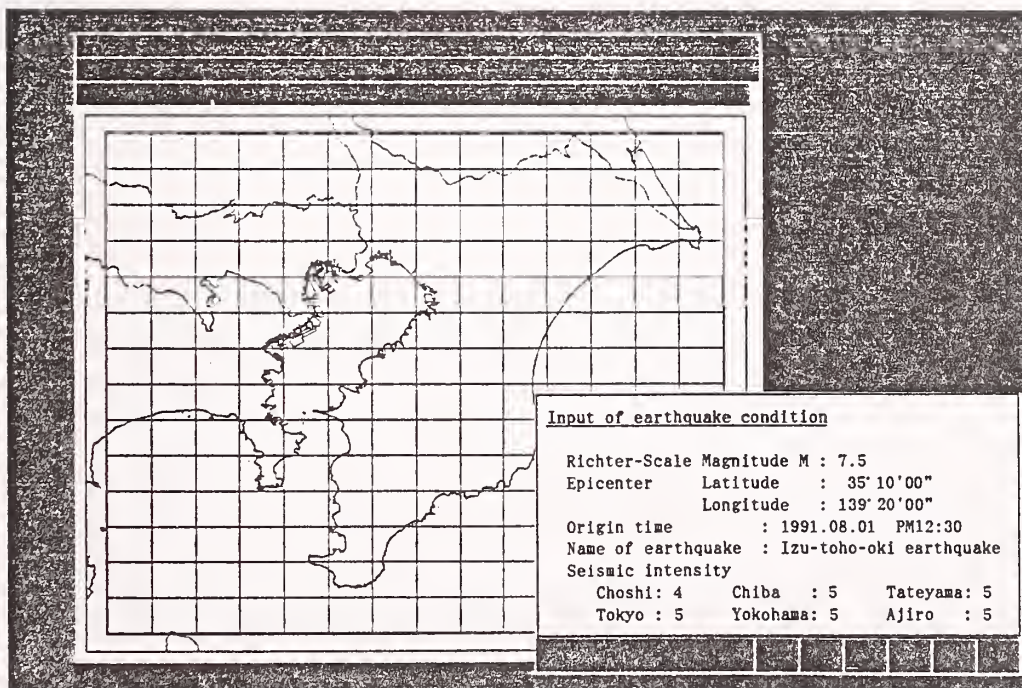 Input of earthquake condition
Richter-Scale Magnitude M : 7.5
Epicenter Latitude : 35°10'00"
Longitude : 139°20'00"
Origin time : 1991.08.01 PM12:30
Name of earthquake : Izu-toho-oki earthquake
Seismic intensity
Choshi: 4 Chiba : 5 Tateyama: 5
Tokyo : 5 Yokohama: 5 Ajiro : 5